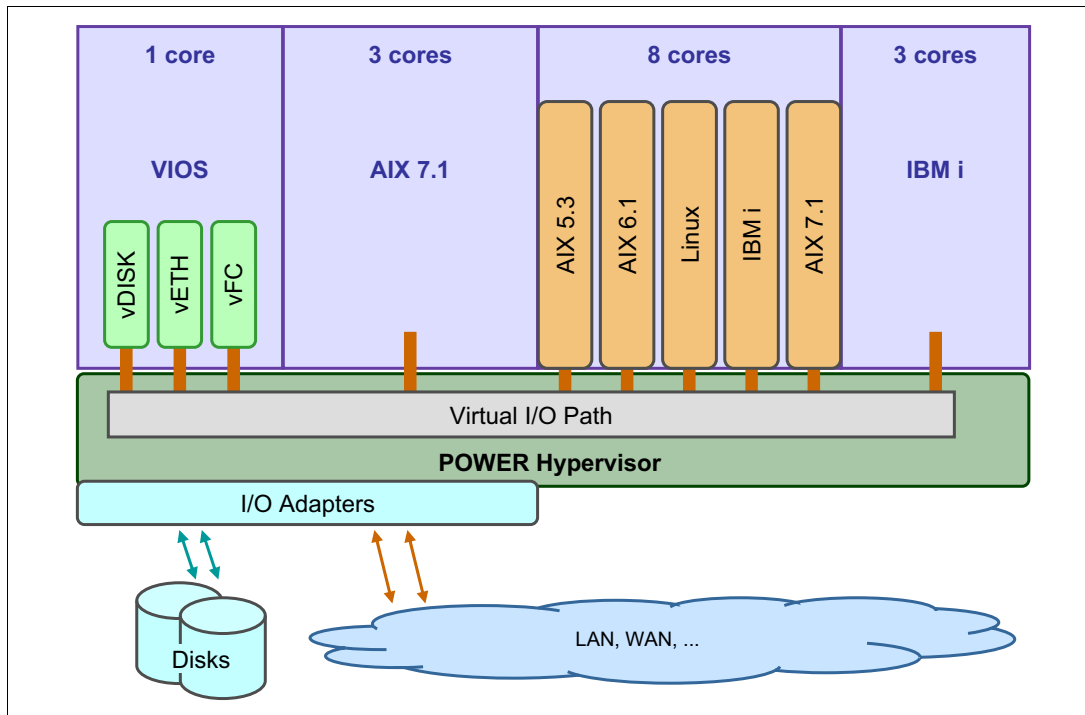 1 core
3 cores
8 cores
3 cores
VIOS
AIX 7.1
IBM i
vDISK
vETH
vFC
AIX 5.3
AIX 6.1
Linux
IBM i
AIX 7.1
Virtual I/O Path
POWER Hypervisor
I/O Adapters
Disks
LAN, WAN, ...